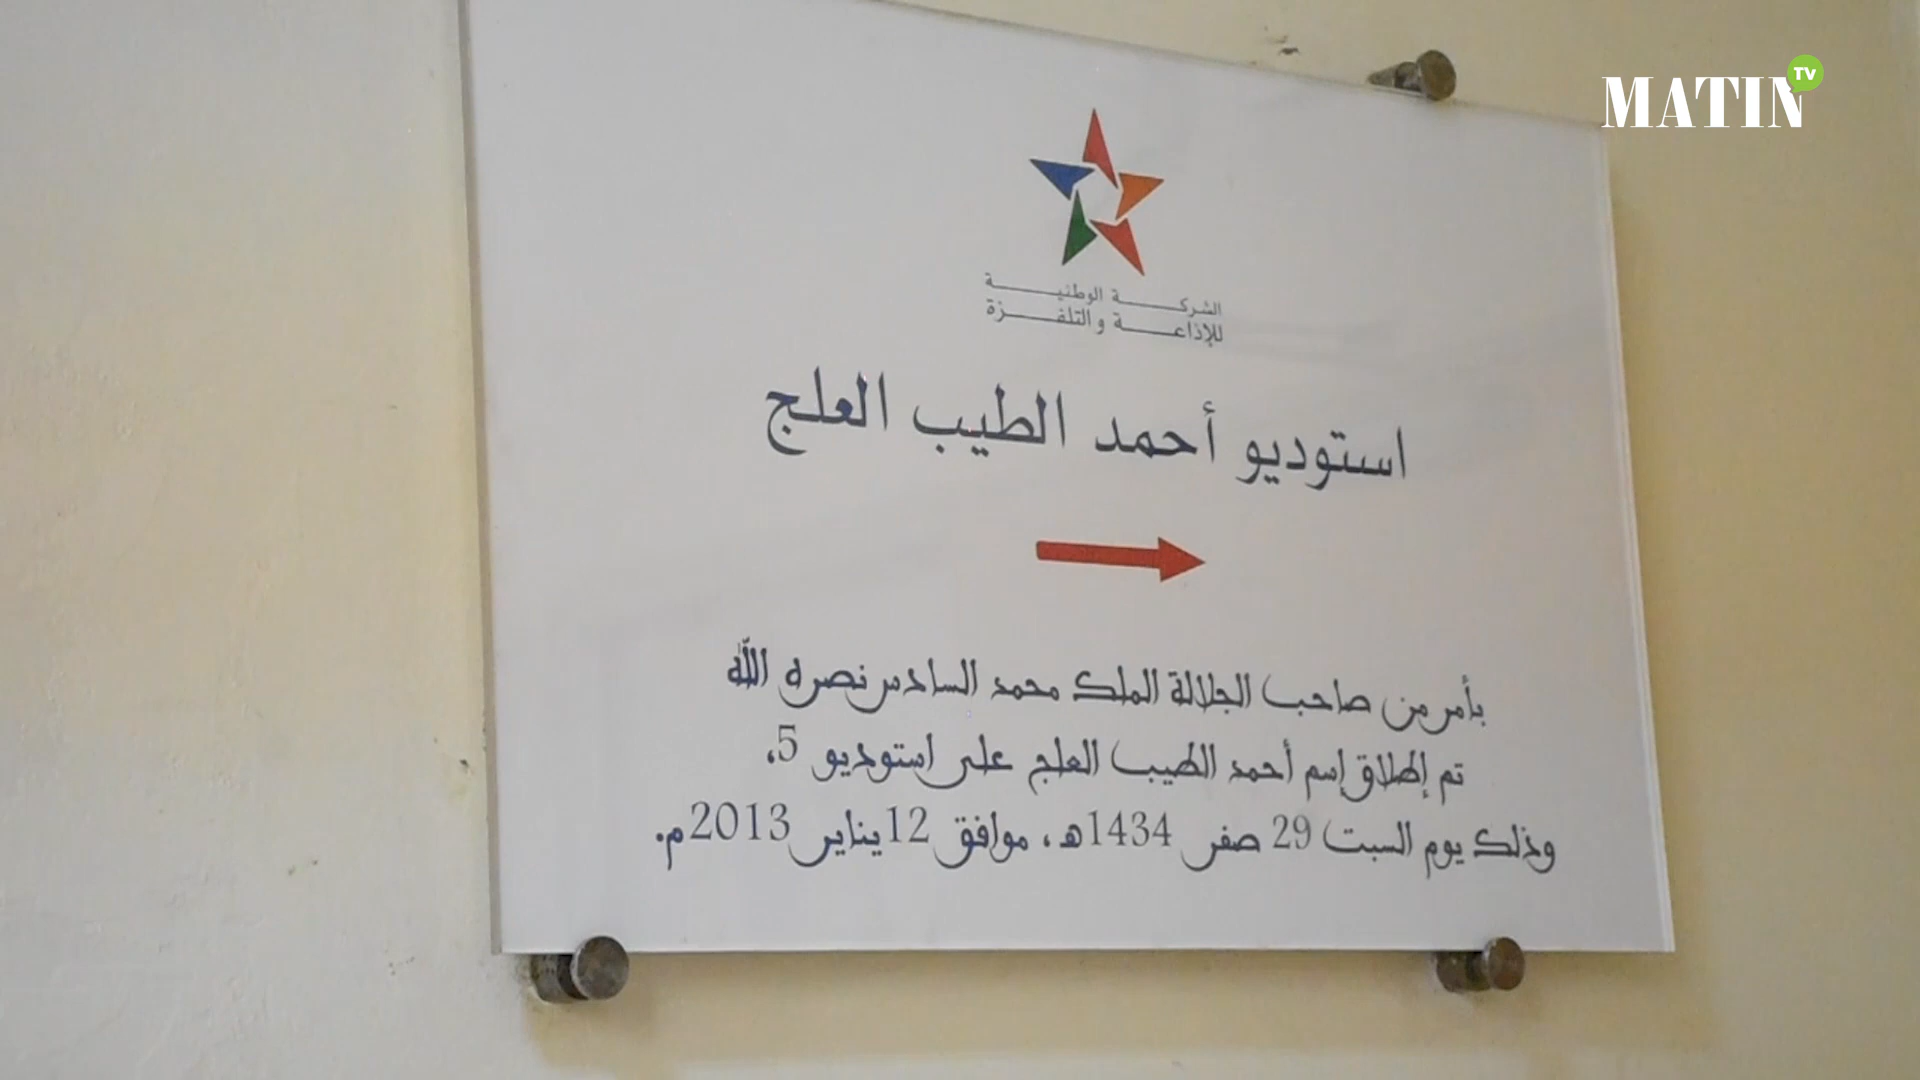 MATIN TV
الشركة الوطنية
للإذاعة والتلفزة
استوديو أحمد الطيب العلج
بأمر من صاحب الجلالة الملك محمد السادس نصره الله
تم إطلاق إسم أحمد الطيب العلج على استوديو 5،
وذلك يوم السبت 29 صفر 1434هـ، موافق 12 يناير 2013م.